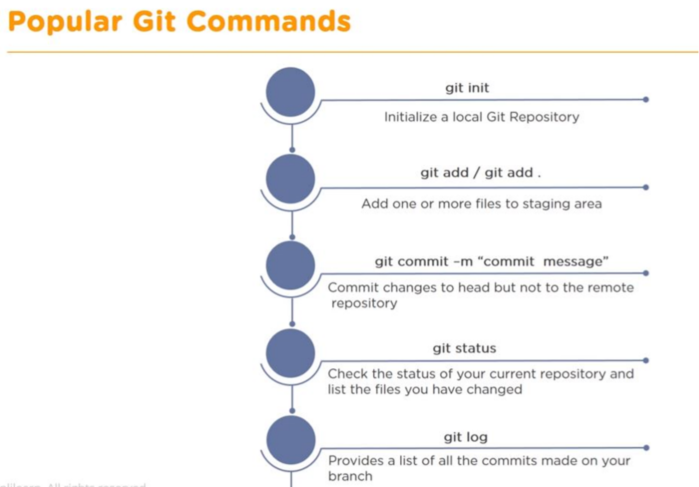 Popular Git Commands
git init
Initialize a local Git Repository
git add / git add .
Add one or more files to staging area
git commit –m “commit message”
Commit changes to head but not to the remote
repository
git status
Check the status of your current repository and
list the files you have changed
git log
Provides a list of all the commits made on your
branch